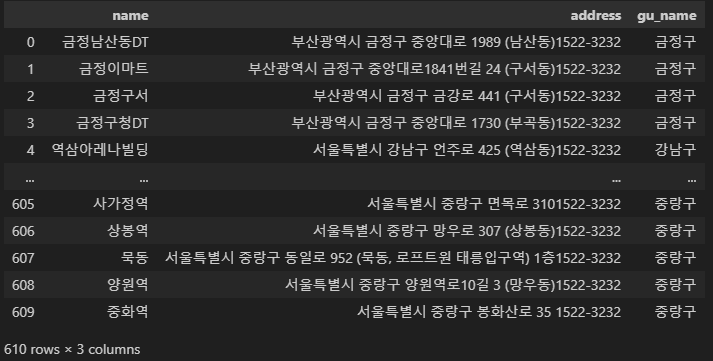 name address gu_name
0 금정남산동DT 부산광역시 금정구 중앙대로 1989 (남산동)1522-3232 금정구
1 금정이마트 부산광역시 금정구 중앙대로1841번길 24 (구서동)1522-3232 금정구
2 금정구서 부산광역시 금정구 금강로 441 (구서동)1522-3232 금정구
3 금정구청DT 부산광역시 금정구 중앙대로 1730 (부곡동)1522-3232 금정구
4 역삼아레나빌딩 서울특별시 강남구 언주로 425 (역삼동)1522-3232 강남구
... ... ... ...
605 사가정역 서울특별시 중랑구 면목로 3101522-3232 중랑구
606 상봉역 서울특별시 중랑구 망우로 307 (상봉동)1522-3232 중랑구
607 묵동 서울특별시 중랑구 동일로 952 (묵동, 로프트원 태릉입구역) 1층1522-3232 중랑구
608 양원역 서울특별시 중랑구 양원역로10길 3 (망우동)1522-3232 중랑구
609 중화역 서울특별시 중랑구 봉화산로 35 1522-3232 중랑구
610 rows × 3 columns